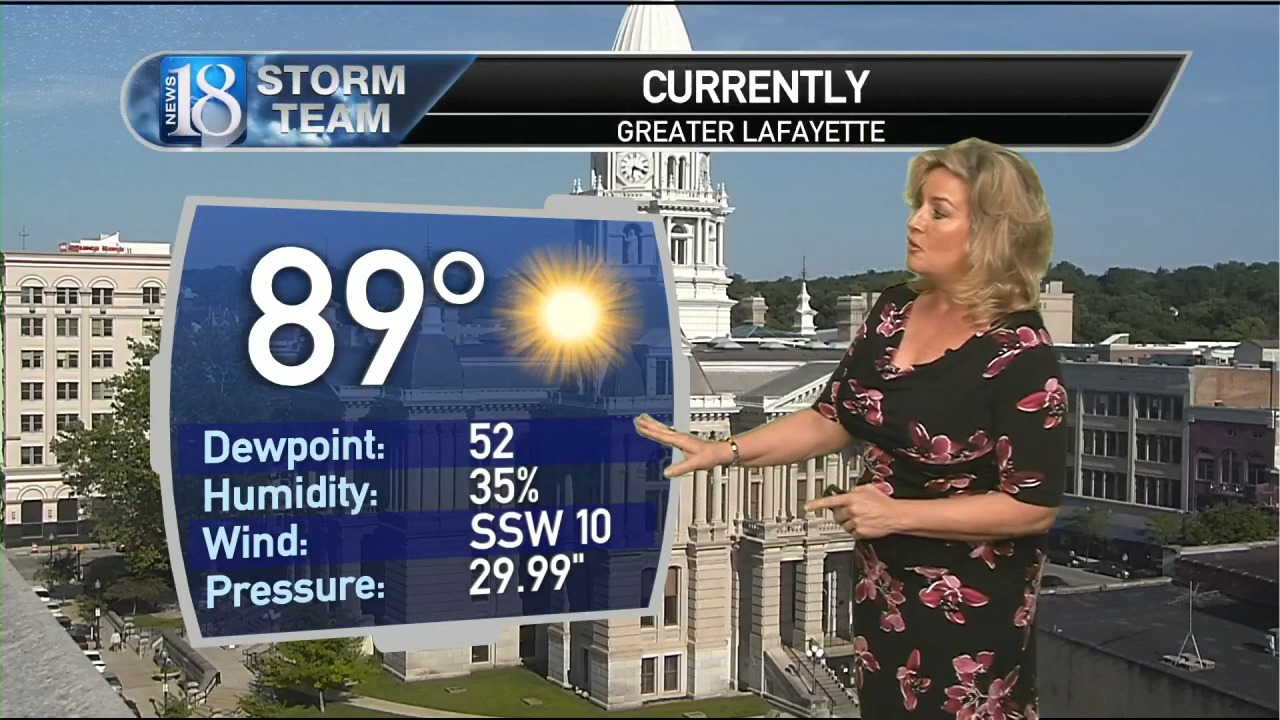 NEWS 18
STORM TEAM
CURRENTLY
GREATER LAFAYETTE
89°
Dewpoint: 52
Humidity: 35%
Wind: SSW 10
Pressure: 29.99"